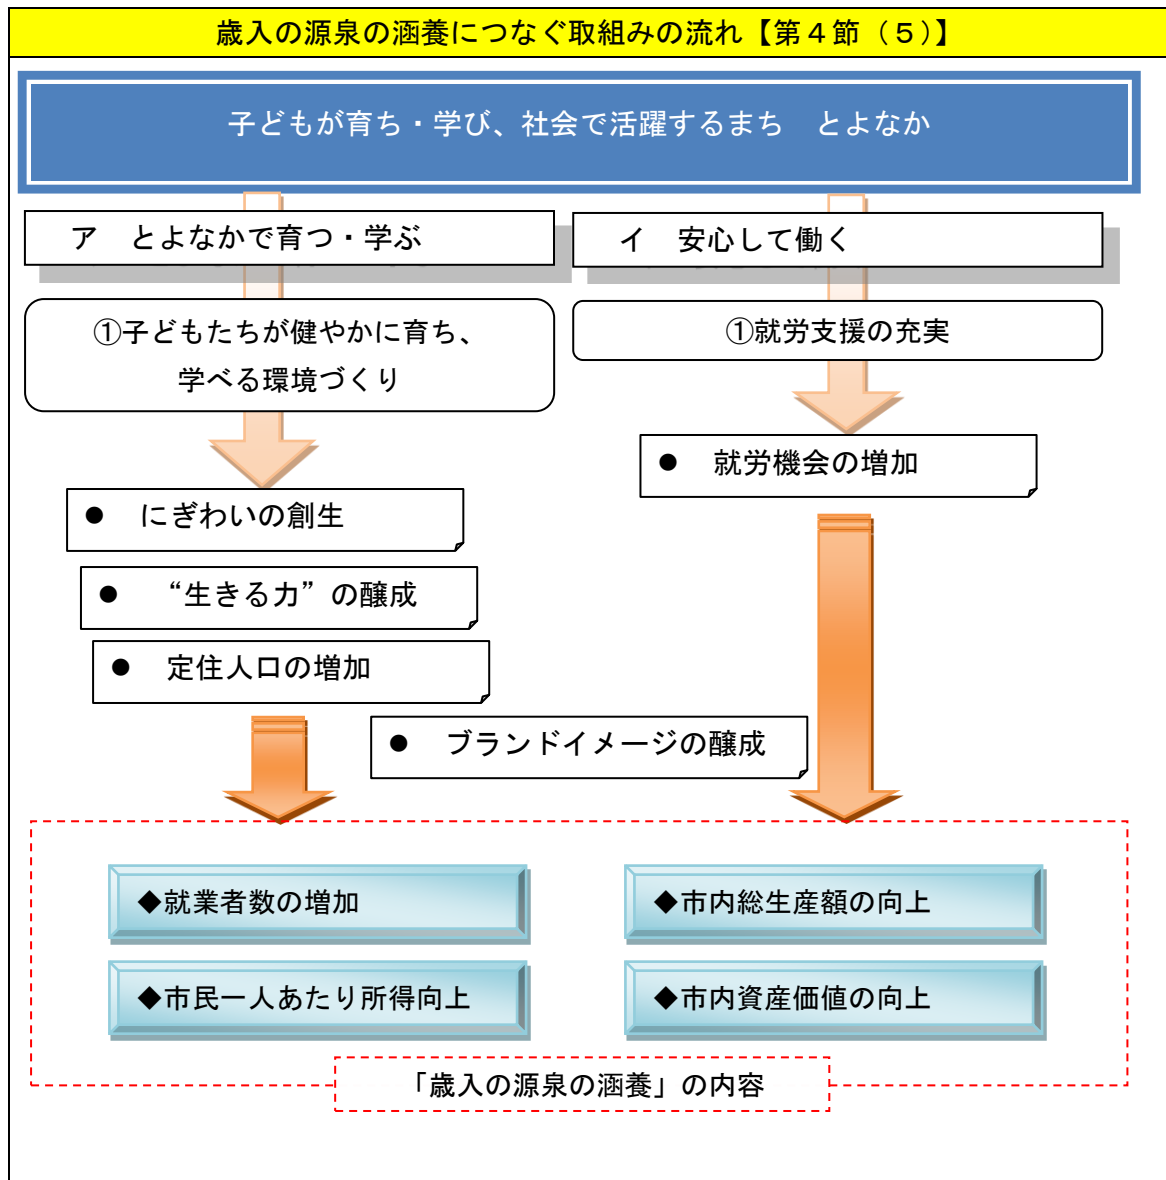 歳入の源泉の涵養につなぐ取組みの流れ【第４節（５）】
子どもが育ち・学び、社会で活躍するまち　とよなか
ア　とよなかで育つ・学ぶ
イ　安心して働く
①子どもたちが健やかに育ち、
学べる環境づくり
①就労支援の充実
● 就労機会の増加
● にぎわいの創生
● “生きる力”の醸成
● 定住人口の増加
● ブランドイメージの醸成
◆就業者数の増加
◆市内総生産額の向上
◆市民一人あたり所得向上
◆市内資産価値の向上
「歳入の源泉の涵養」の内容